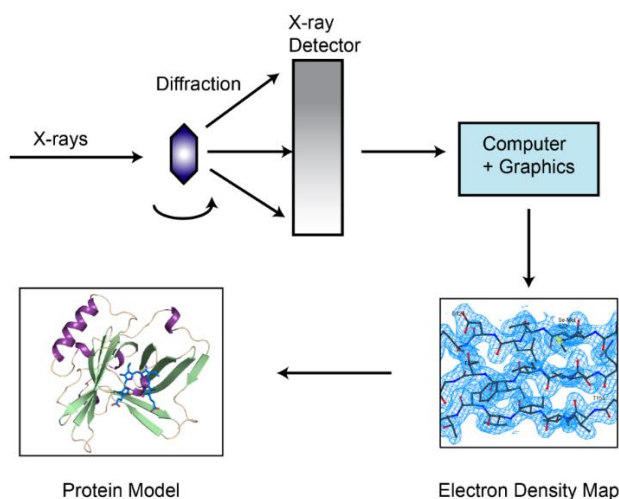 X-ray
Detector
Diffraction
X-rays
Computer
+ Graphics
Protein Model
Electron Density Map